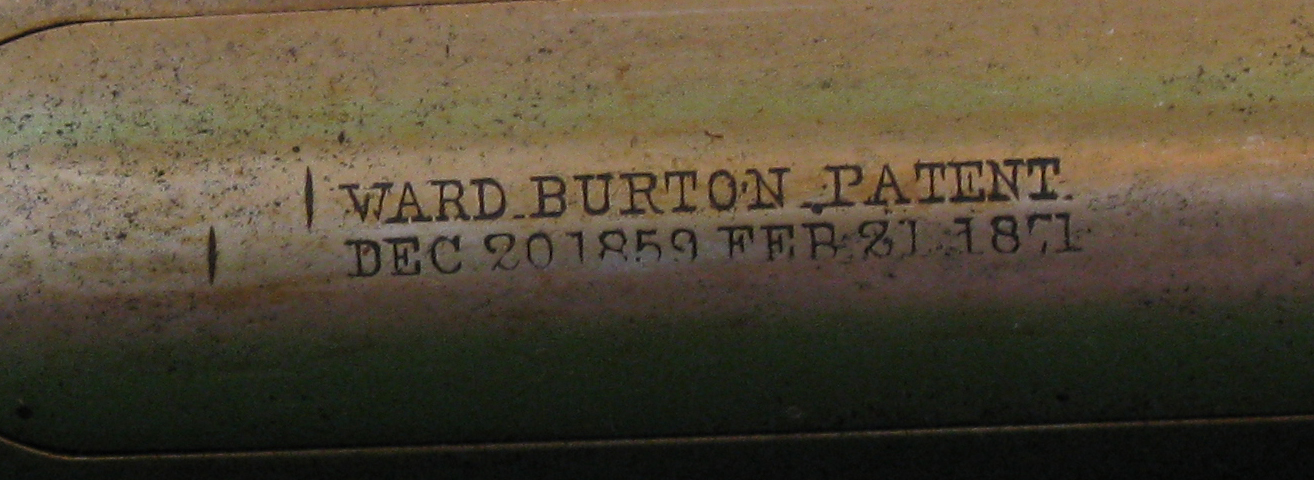 WARD BURTON PATENT.
DEC 20 1859 FEB 21 1871